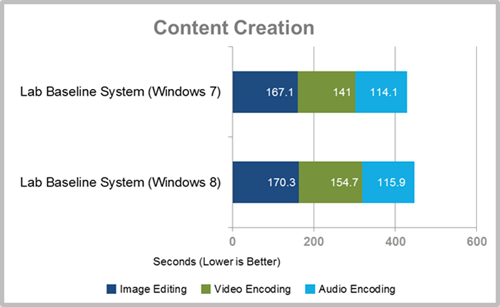 Content Creation
Lab Baseline System (Windows 7)
167.1 141 114.1
Lab Baseline System (Windows 8)
170.3 154.7 115.9
0 200 400 600
Seconds (Lower is Better)
Image Editing Video Encoding Audio Encoding